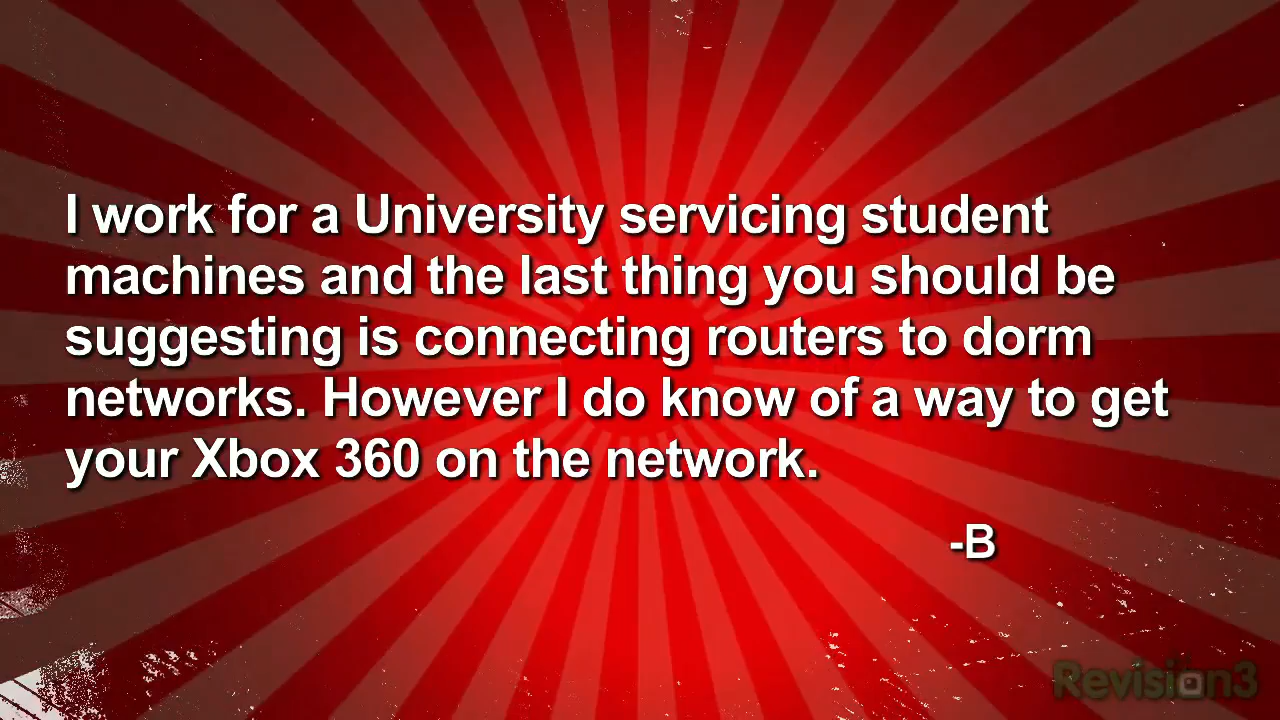 I work for a University servicing student
machines and the last thing you should be
suggesting is connecting routers to dorm
networks. However I do know of a way to get
your Xbox 360 on the network.
-B
Revision3